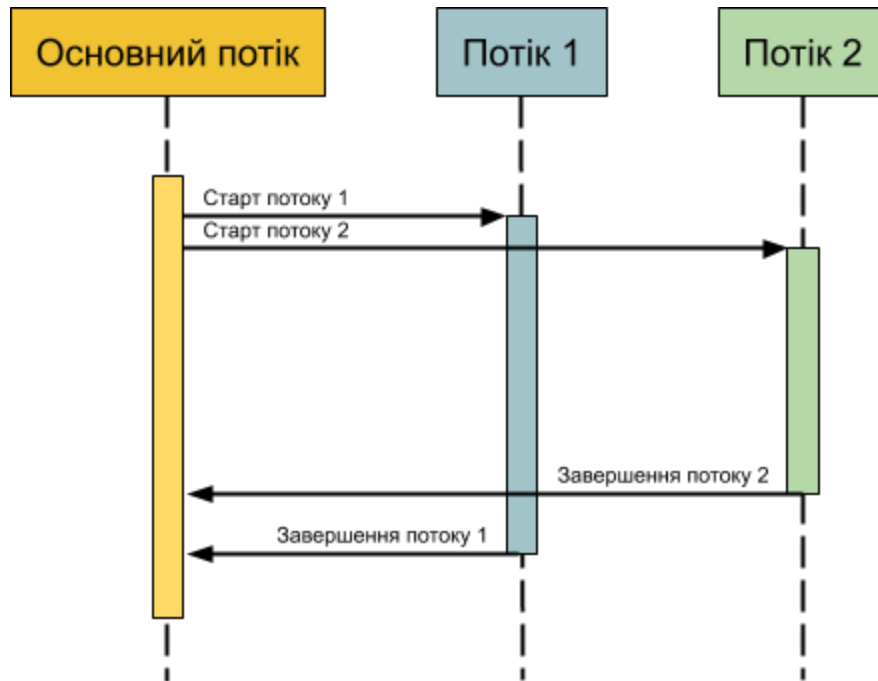 Основний потік
Потік 1
Потік 2
Старт потоку 1
Старт потоку 2
Завершення потоку 2
Завершення потоку 1